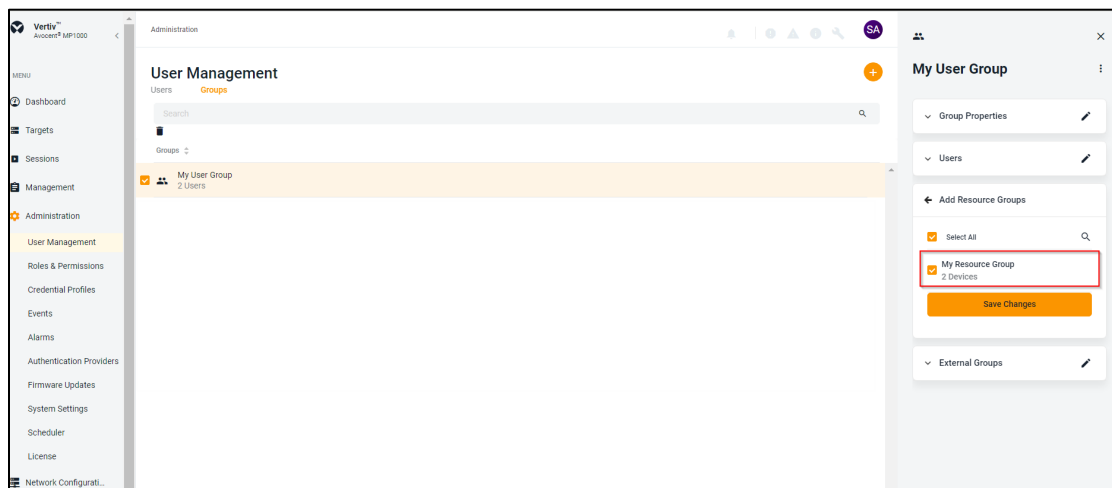 Vertiv™
Avocent® MP1000
MENU
Dashboard
Targets
Sessions
Management
Administration
User Management
Roles & Permissions
Credential Profiles
Events
Alarms
Authentication Providers
Firmware Updates
System Settings
Scheduler
License
Network Configurati..
Administration
SA
User Management
Users Groups
Search
Groups
My User Group
2 Users
My User Group
Group Properties
Users
Add Resource Groups
Select All
My Resource Group
2 Devices
Save Changes
External Groups